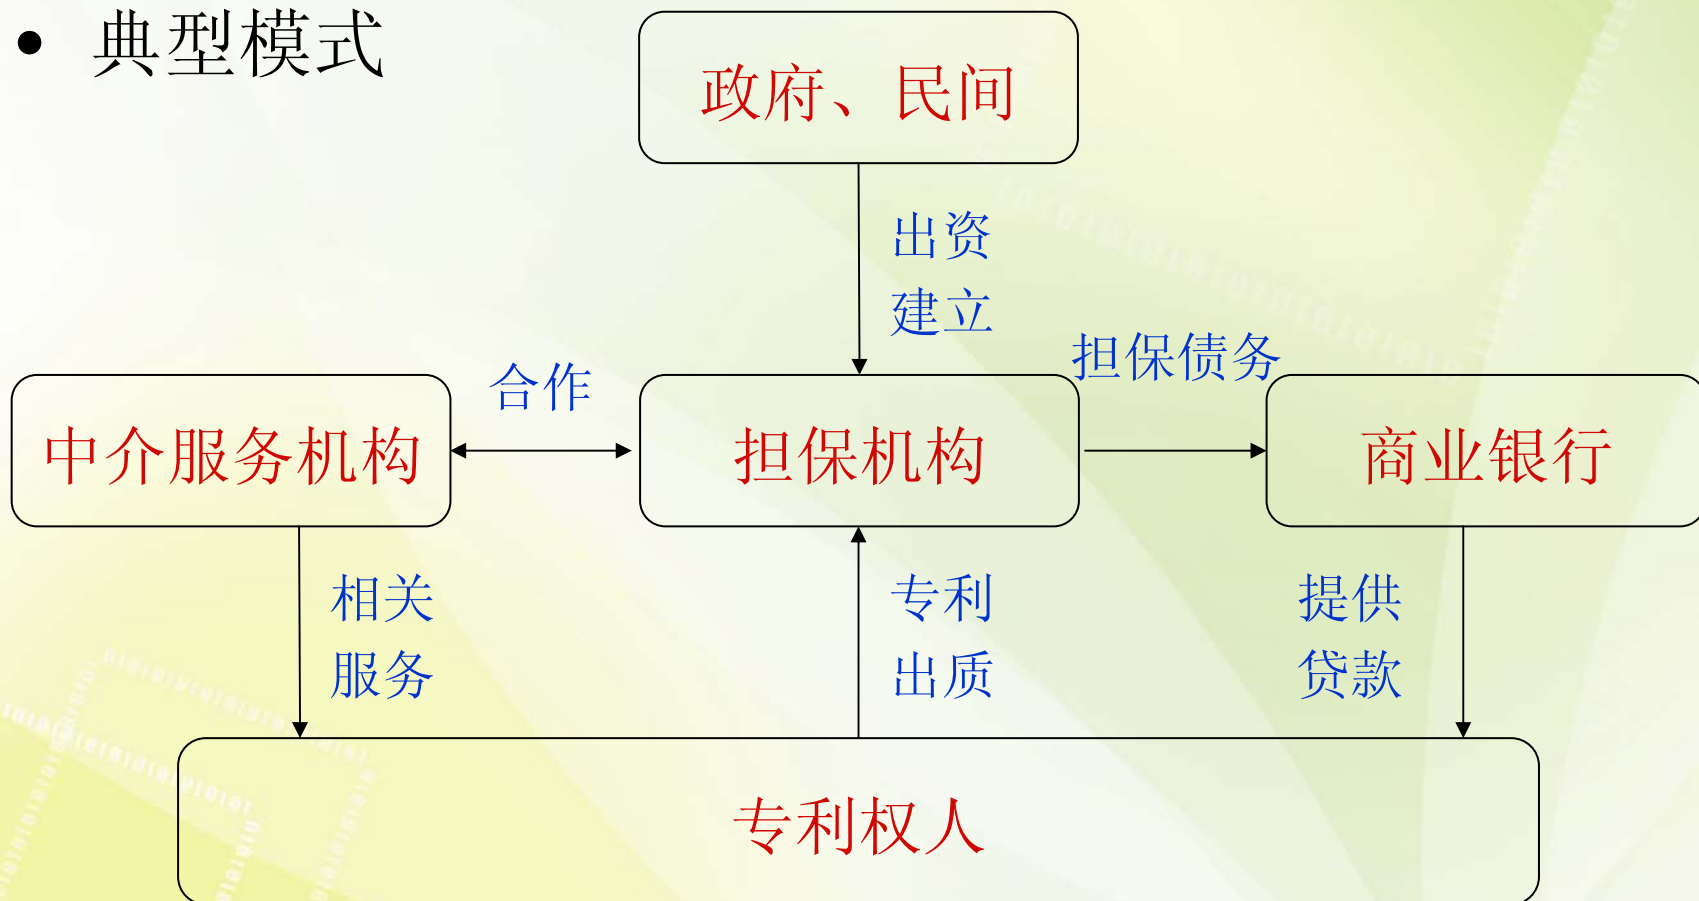 • 典型模式
政府、民间
出资
建立
担保债务
合作
中介服务机构
担保机构
商业银行
相关
服务
专利
出质
提供
贷款
专利权人